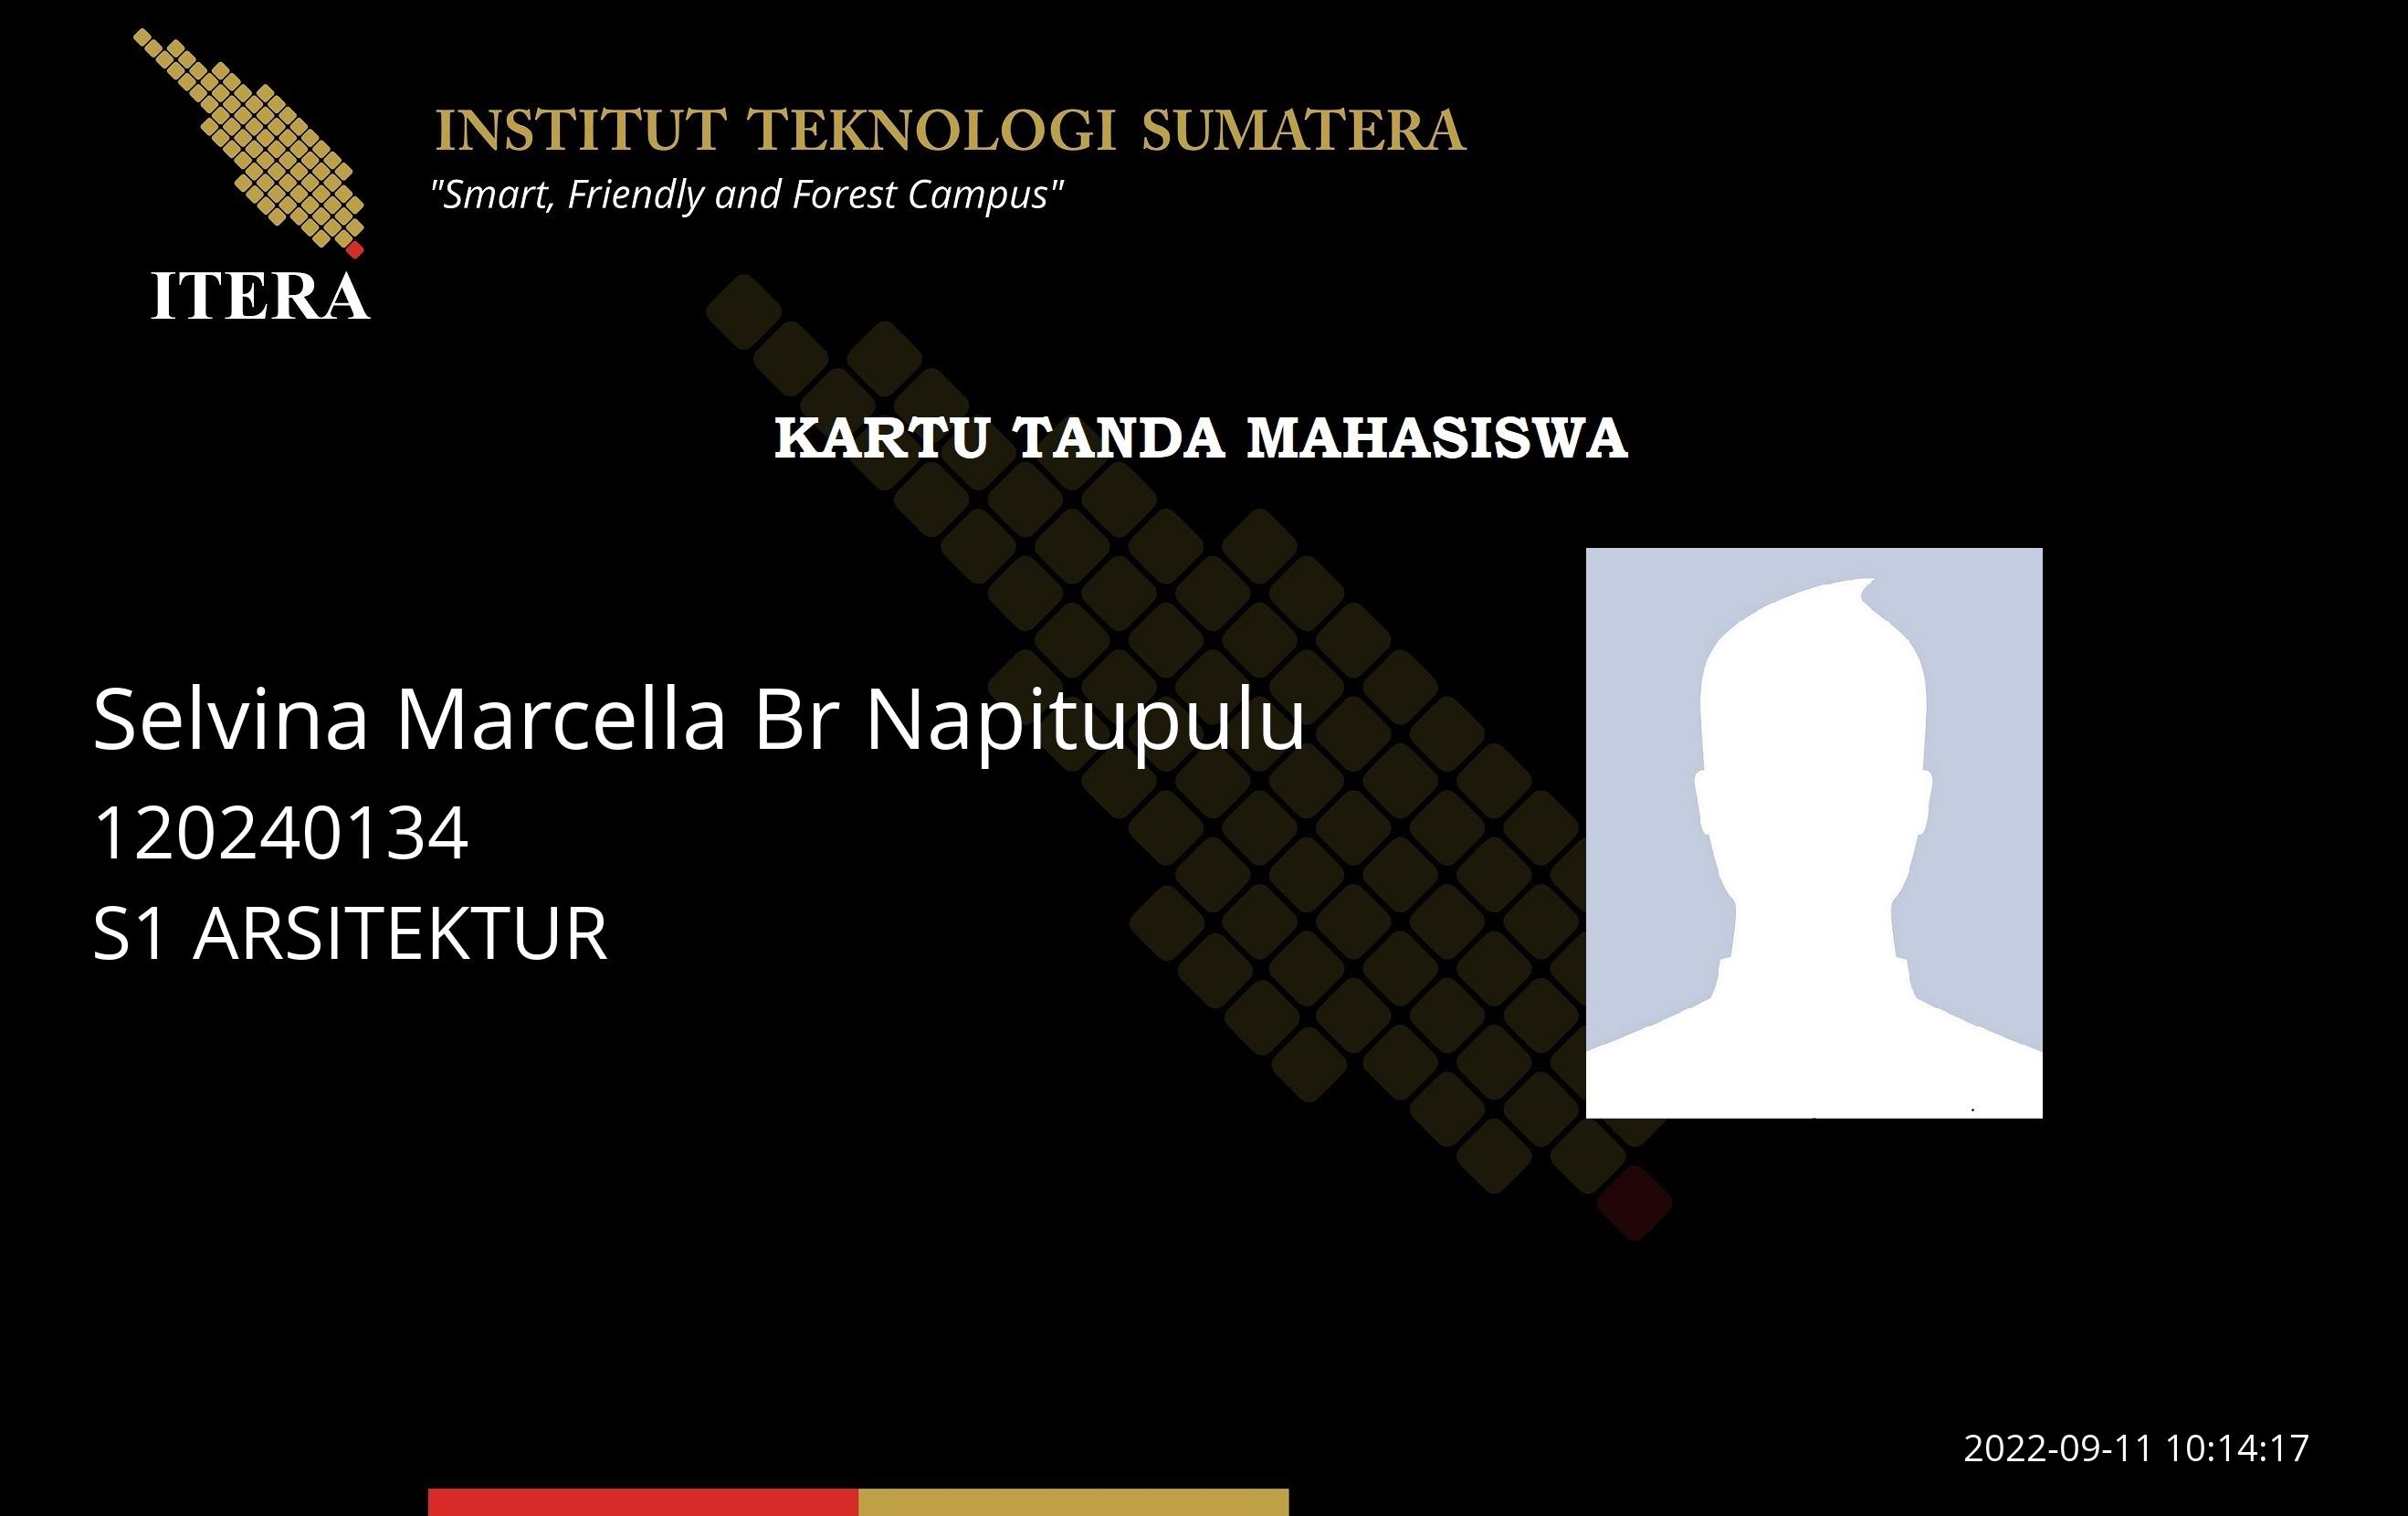 INSTITUT TEKNOLOGI SUMATERA
"Smart, Friendly and Forest Campus"
ITERA
KARTU TANDA MAHASISWA
Selvina Marcella Br Napitupulu
120240134
S1 ARSITEKTUR
2022-09-11 10:14:17